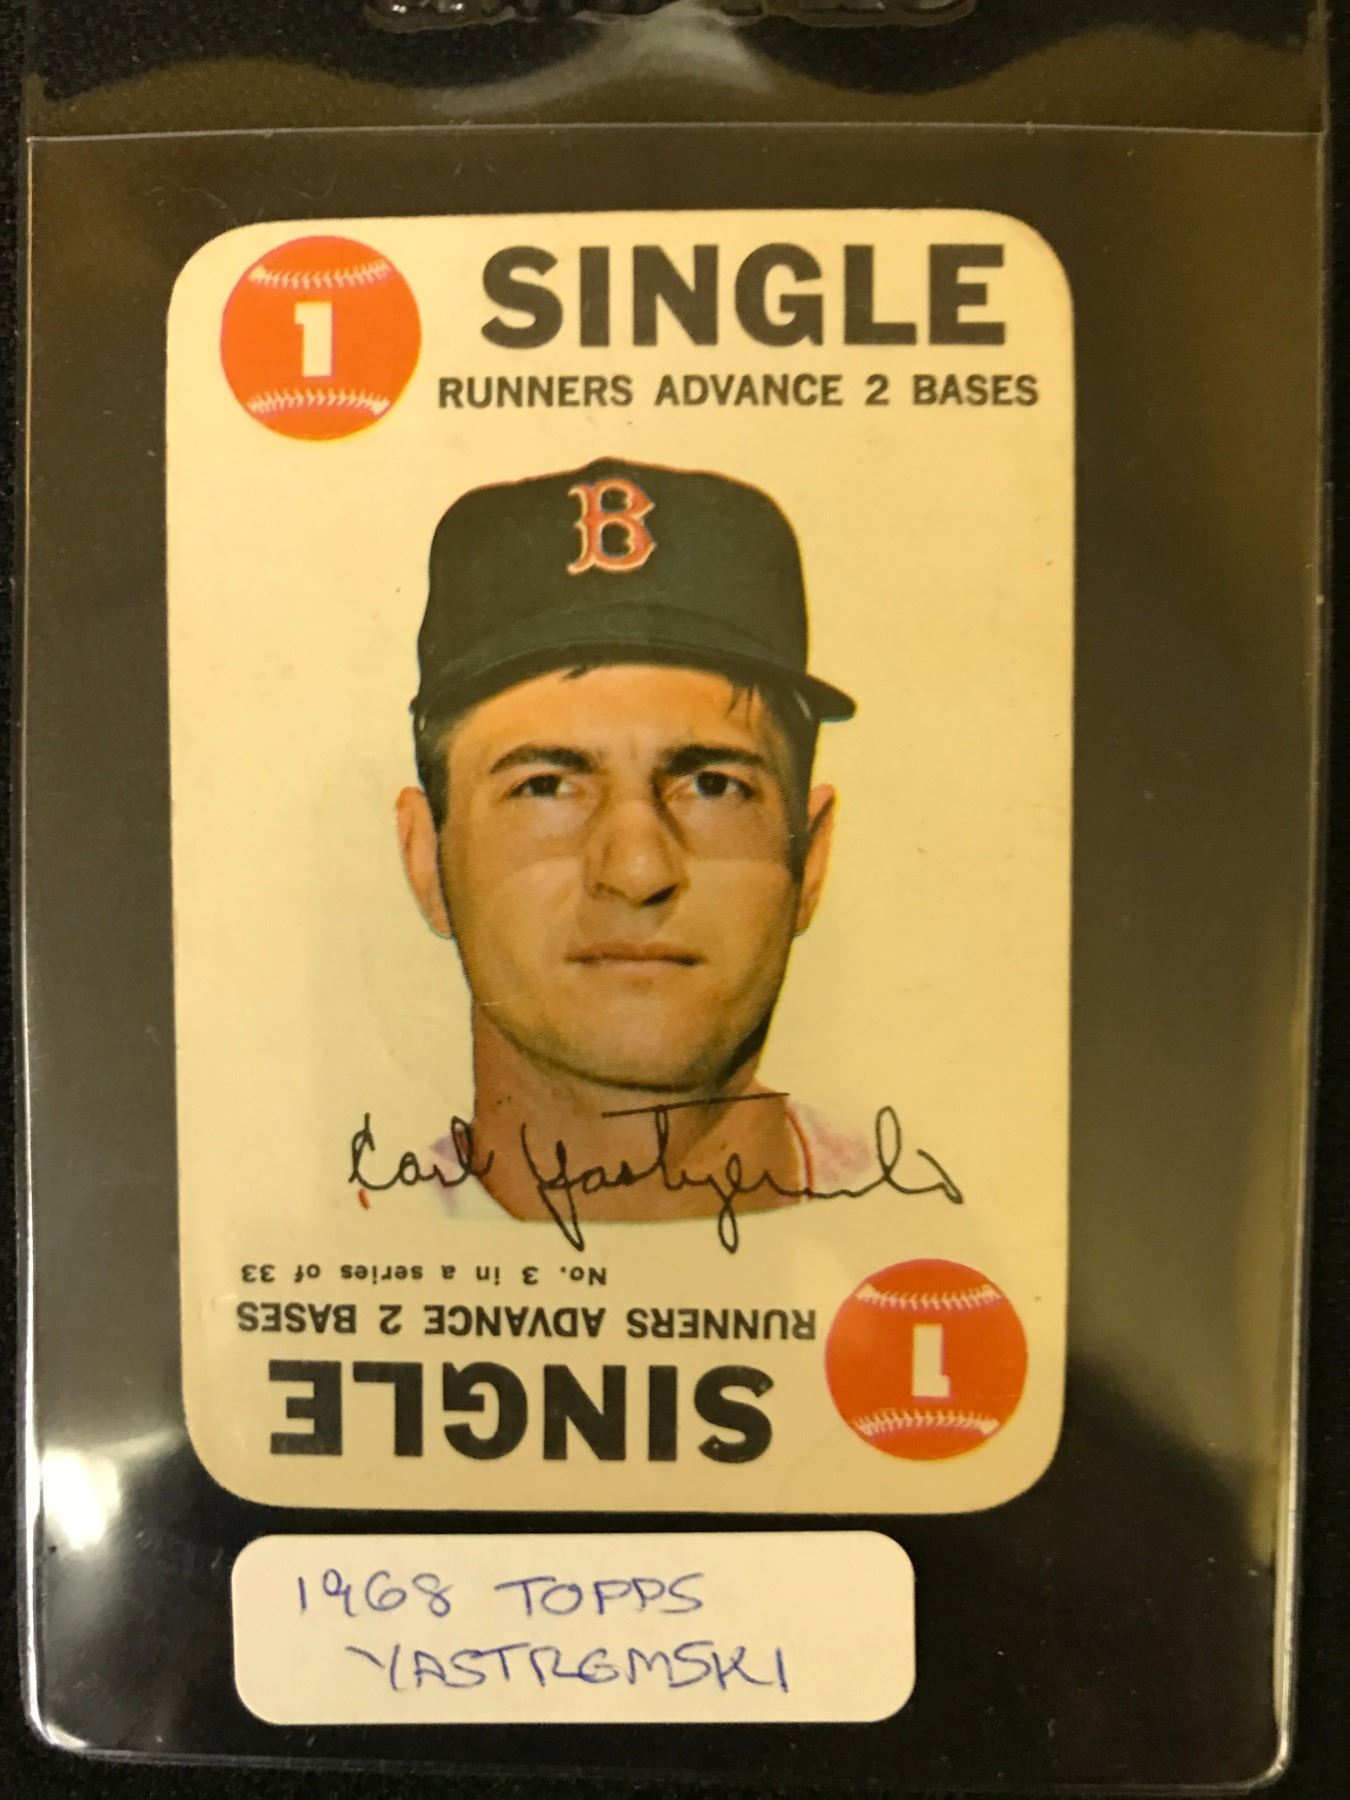 1
SINGLE
RUNNERS ADVANCE 2 BASES
B
Carl Yastrzemski
No. 3 in a series of 33
RUNNERS ADVANCE 2 BASES
SINGLE
1
1968 TOPPS
YASTREMSKI